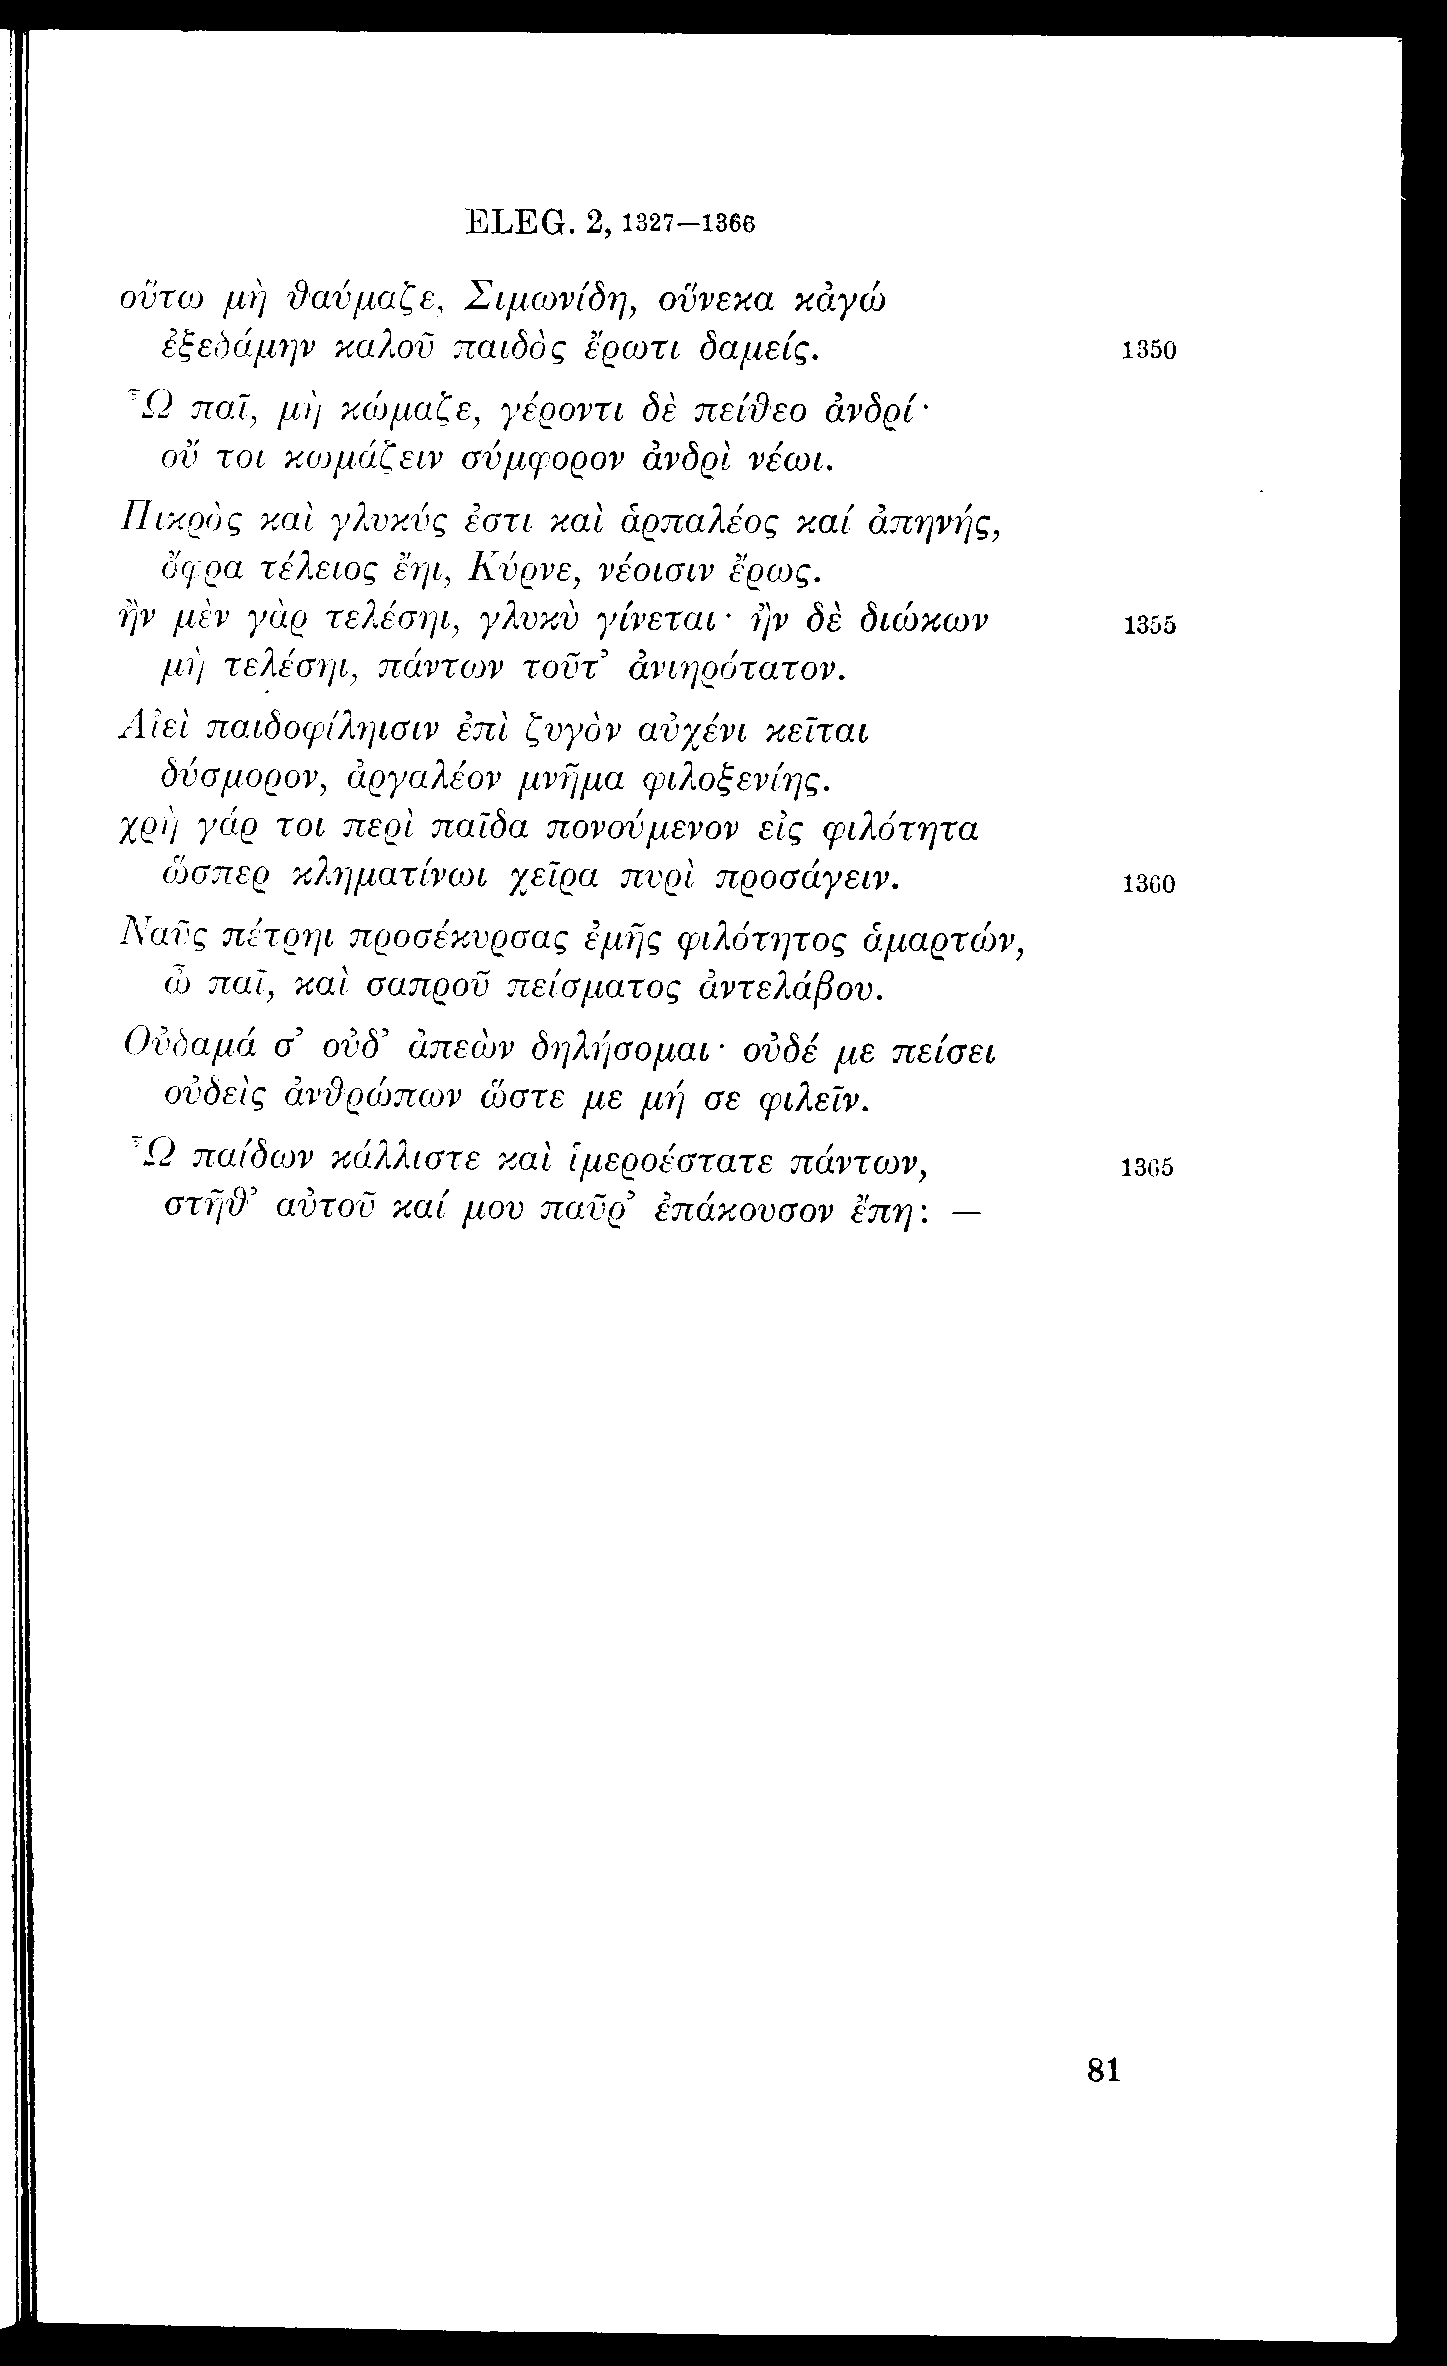 ELEG. 2, 1327—1366
οὕτω μὴ θαύμαζε, Σιμωνίδη, οὕνεκα κἀγώ
ἐξεδάμην καλοῦ παιδὸς ἔρωτι δαμείς. 1350
Ὦ παῖ, μὴ κώμαζε, γέροντι δὲ πείθεο ἀνδρί·
οὔ τοι κωμάζειν σύμφορον ἀνδρὶ νέωι.
Πικρὸς καὶ γλυκύς ἐστι καὶ ἁρπαλέος καί ἀπηνής,
ὄφρα τέλειος ἔηι, Κύρνε, νέοισιν ἔρως.
ἢν μὲν γὰρ τελέσηι, γλυκὺ γίνεται· ἢν δὲ διώκων 1355
μὴ τελέσηι, πάντων τοῦτ’ ἀνιηρότατον.
Αἰεὶ παιδοφίληισιν ἐπὶ ζυγὸν αὐχένι κεῖται
δύσμορον, ἀργαλέον μνῆμα φιλοξενίης.
χρὴ γάρ τοι περὶ παῖδα πονούμενον εἰς φιλότητα
ὥσπερ κληματίνωι χεῖρα πυρὶ προσάγειν. 1360
Ναῦς πέτρηι προσέκυρσας ἐμῆς φιλότητος ἁμαρτών,
ὦ παῖ, καὶ σαπροῦ πείσματος ἀντελάβου.
Οὐδαμά σ’ οὐδ’ ἀπεὼν δηλήσομαι· οὐδέ με πείσει
οὐδεὶς ἀνθρώπων ὥστε με μή σε φιλεῖν.
Ὦ παίδων κάλλιστε καὶ ἱμεροέστατε πάντων, 1365
στῆθ’ αὐτοῦ καί μου παῦρ’ ἐπάκουσον ἔπη: —
81